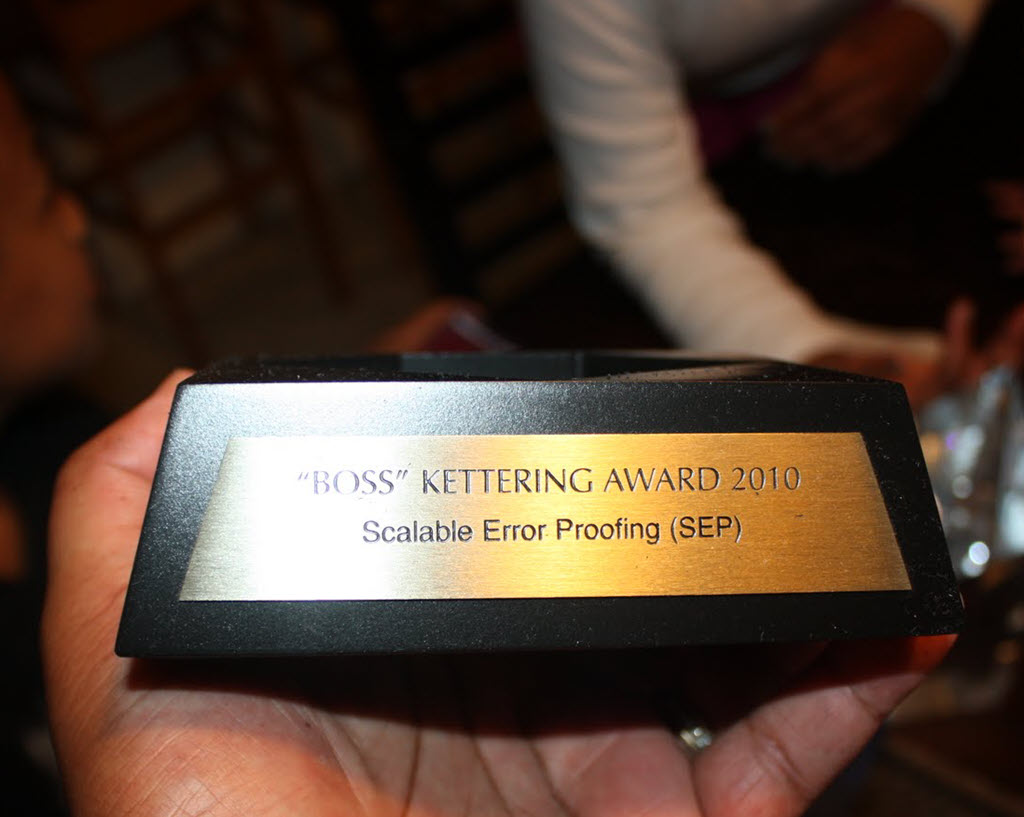 “BOSS” KETTERING AWARD 2010
Scalable Error Proofing (SEP)